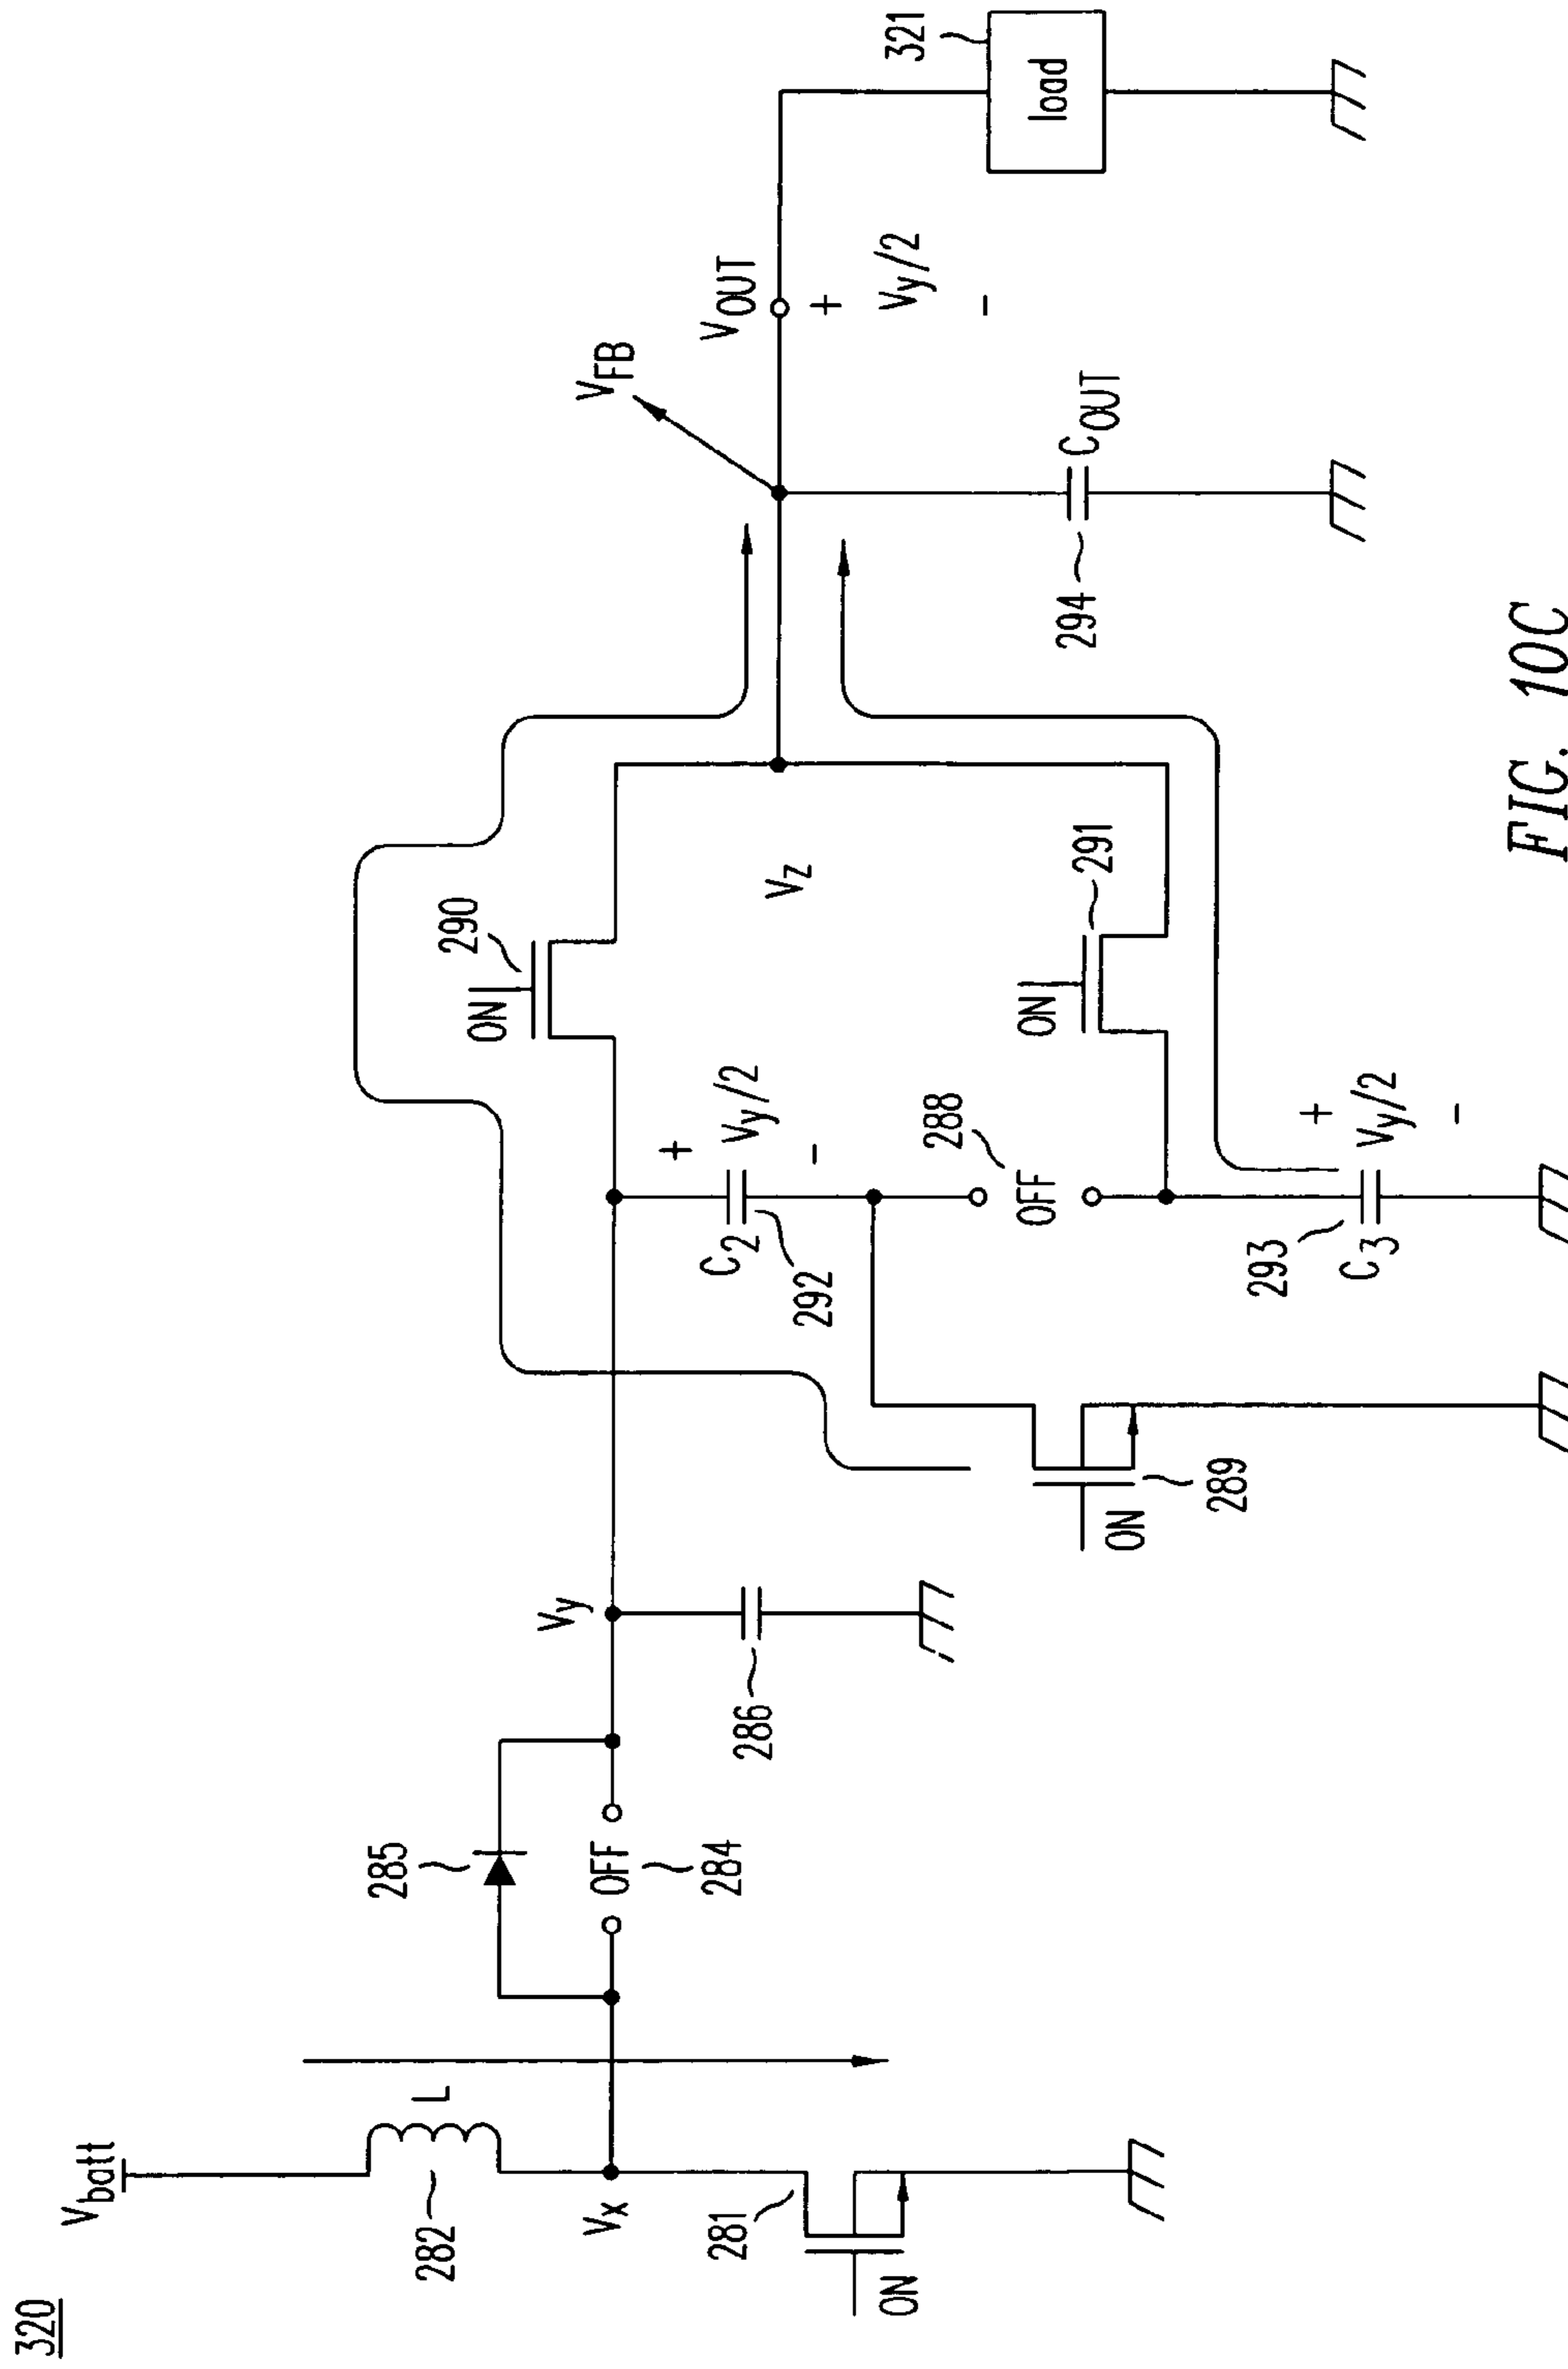 320
Vbatt
282
L
Vx
281
ON
285
OFF
284
Vy
286
C2
292
+
Vy/2
-
289
ON
288
OFF
293
C3
+
Vy/2
-
290
ON
291
ON
Vz
VFB
VOUT
+
Vy/2
-
294
COUT
321
load
FIG. 10C